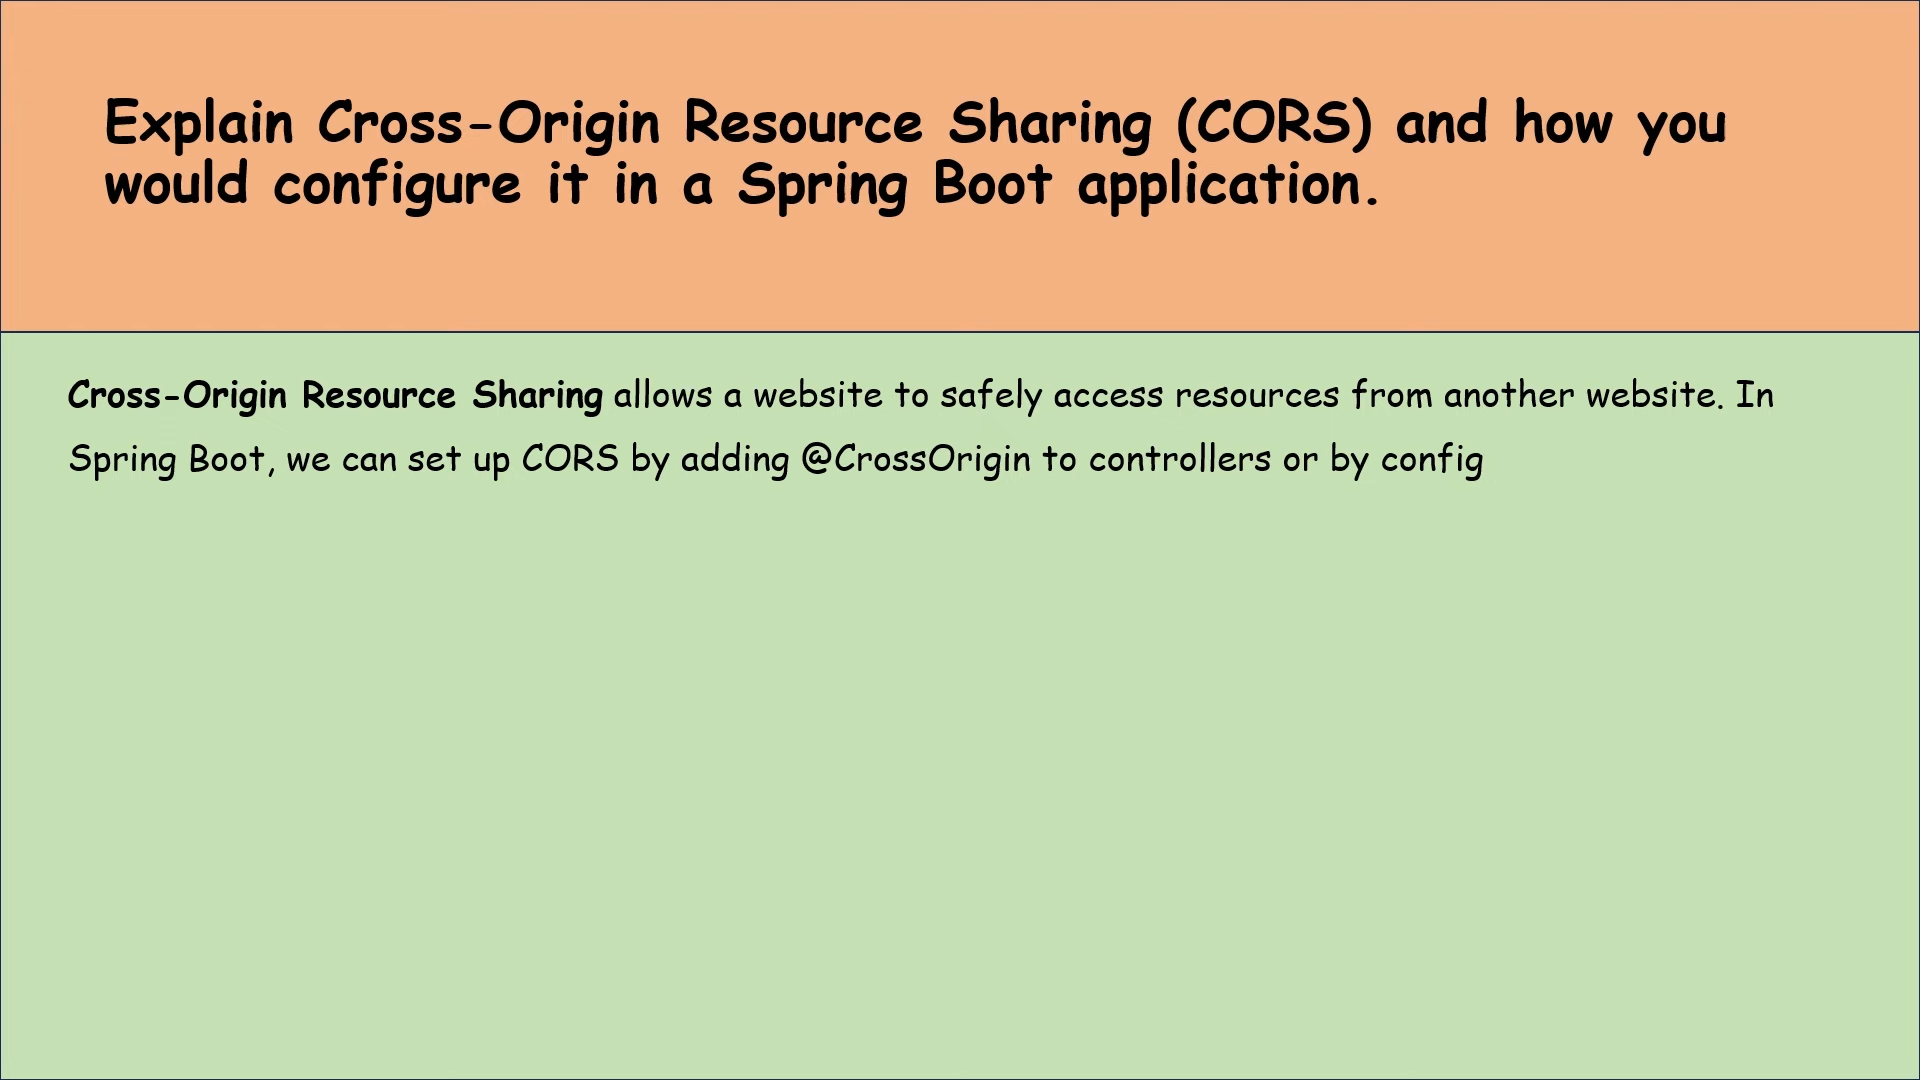 Explain Cross-Origin Resource Sharing (CORS) and how you
would configure it in a Spring Boot application.
Cross-Origin Resource Sharing allows a website to safely access resources from another website. In
Spring Boot, we can set up CORS by adding @CrossOrigin to controllers or by config